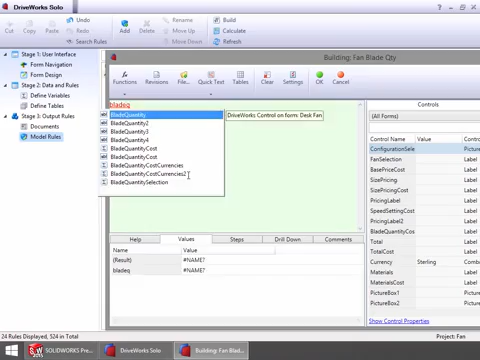 DriveWorks Solo
Cut
Copy
Paste
Undo
Redo
Search Rules
Add
Delete
Rename
Move Up
Move Down
Build
Calculate
Refresh
Stage 1: User Interface
Form Navigation
Form Design
Stage 2: Data and Rules
Define Variables
Define Tables
Stage 3: Output Rules
Documents
Model Rules
Building: Fan Blade Qty
Functions
Revisions
File...
Quick Text
Tables
Clear
Settings
OK
Cancel
bladeq
BladeQuantity
BladeQuantity2
BladeQuantity3
BladeQuantity4
BladeQuantityCost
BladeQuantityCost
BladeQuantityCostCurrencies
BladeQuantityCostCurrencies2
BladeQuantitySelection
DriveWorks Control on form: Desk Fan
Help
Values
Steps
Drill Down
Comments
Name
Value
(Result)
#NAME?
bladeq
#NAME?
Controls
(All Forms)
Control Name
Value
Control
ConfigurationSele
Pictu
FanSelection
Label
BasePriceCost
Label
SizePricing
Label
SizePricingCost
Label
PricingLabel
Label
SpeedSettingCost
Label
PricingLabel2
Label
BladeQuantityCos
Label
Total
Label
TotalCost
Label
Currency
Sterling
Comb
Materials
Label
MaterialsCost
Label
PictureBox1
Pictu
PictureBox2
Pictu
Show Control Properties
24 Rules Displayed, 524 in Total
Project: Fan
SOLIDWORKS Pre...
DriveWorks Solo
Building: Fan Blad...